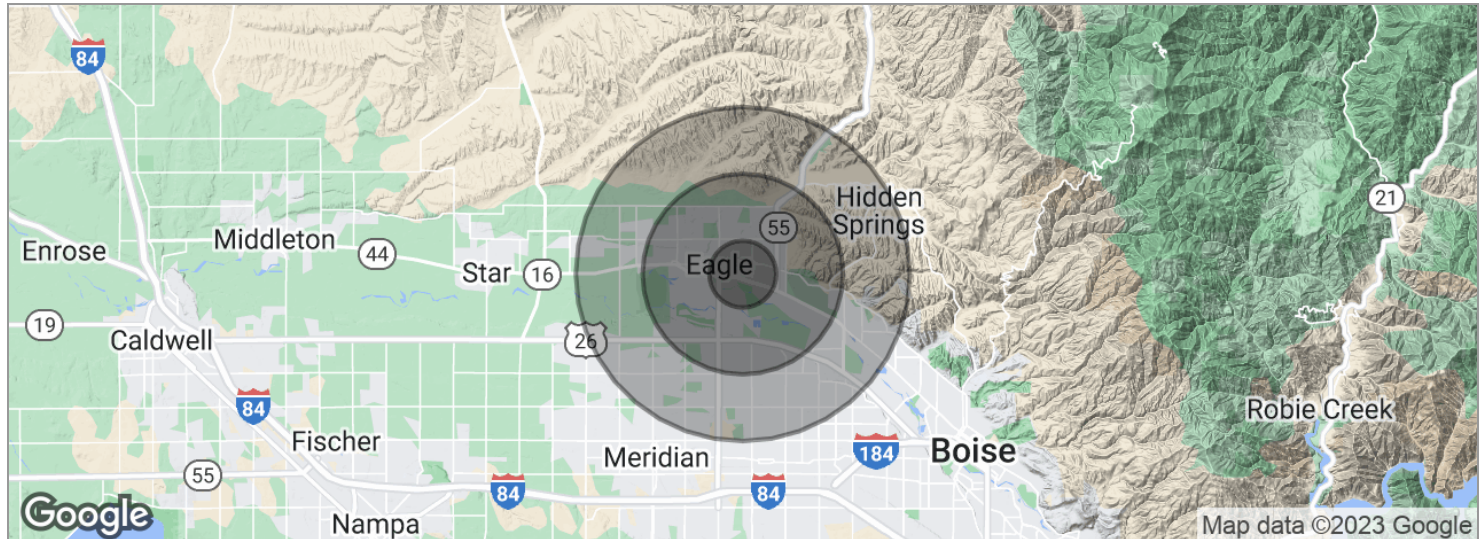 84
Hidden
Springs
21
55
Enrose
Middleton
44
Star
16
Eagle
19
Caldwell
26
84
Robie Creek
Fischer
Meridian
184
Boise
55
84
84
Google
Nampa
Map data ©2023 Google